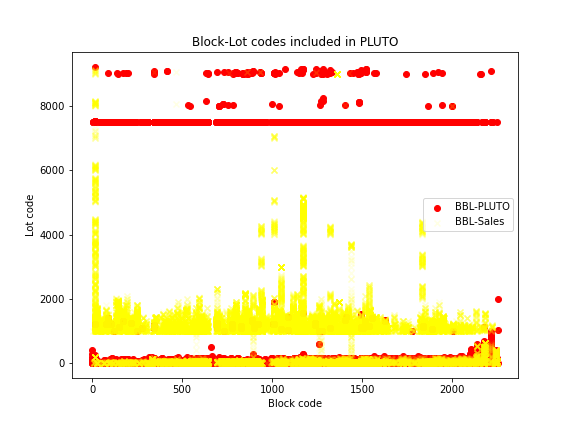 Block-Lot codes included in PLUTO
Lot code
8000
6000
4000
2000
0
BBL-PLUTO
BBL-Sales
0
500
1000
1500
2000
Block code